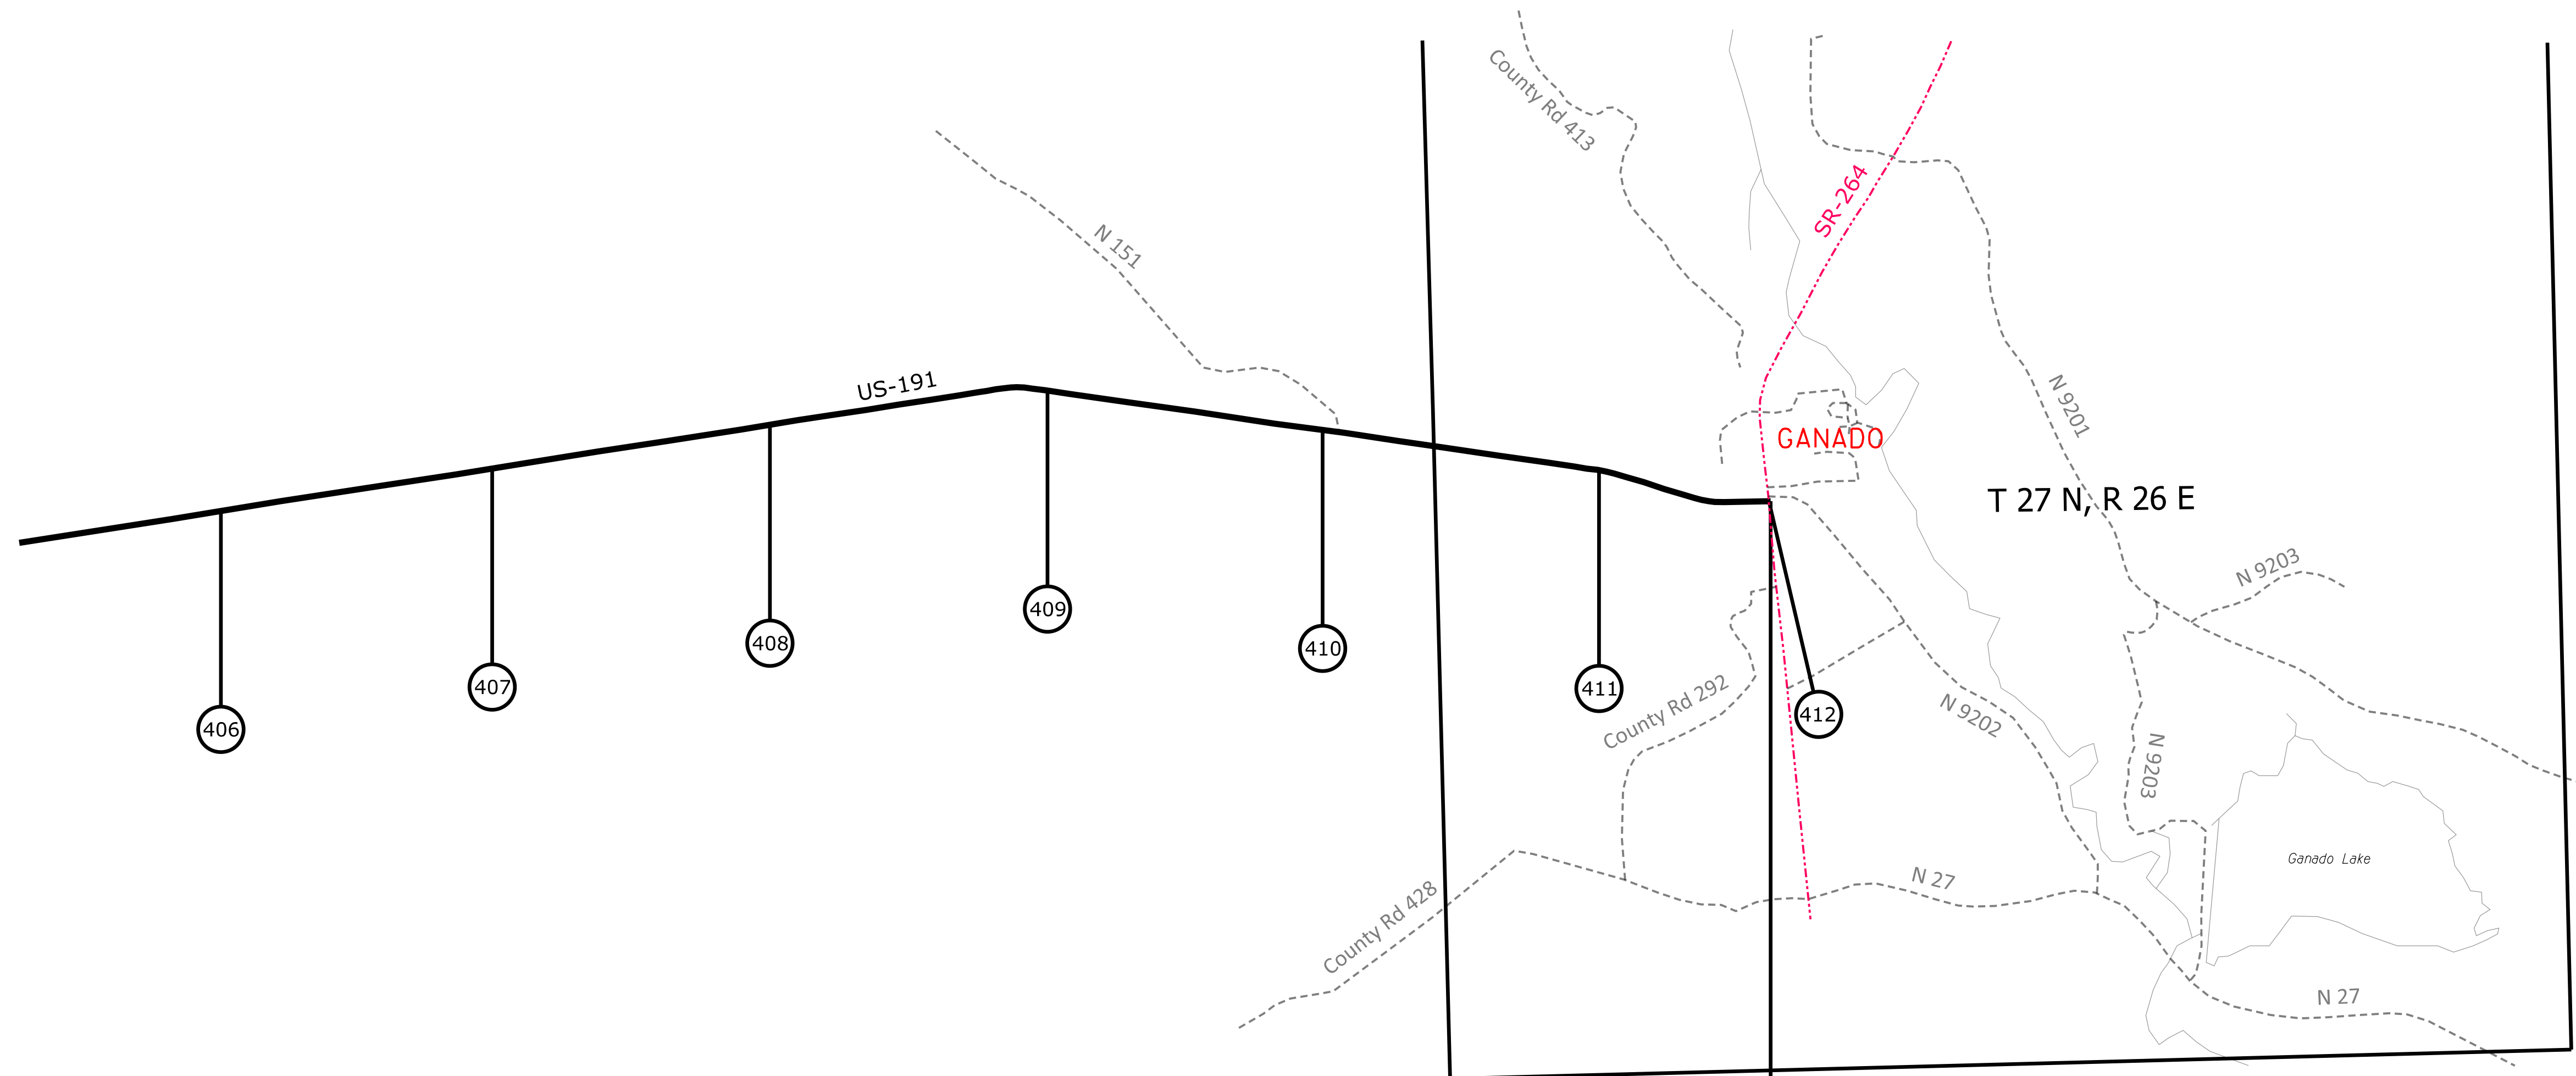 County Rd 413
SR-264
N 151
US-191
N 9201
GANADO
T 27 N, R 26 E
N 9203
409
408
410
407
411
County Rd 292
412
N 9202
406
N 9203
Ganado Lake
N 27
County Rd 428
N 27